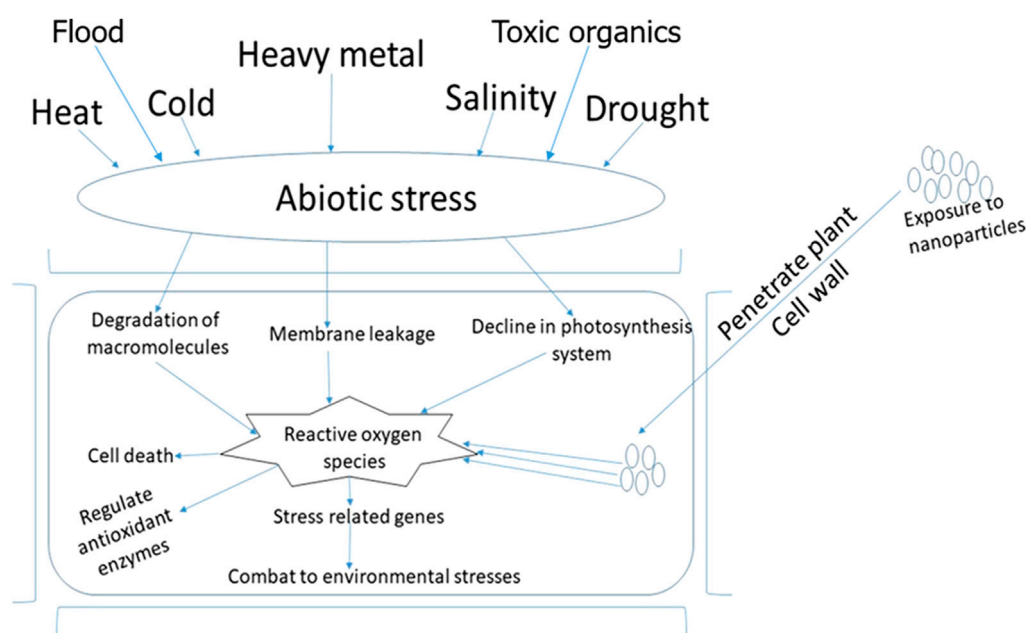 Flood
Toxic organics
Heavy metal
Heat
Cold
Salinity
Drought
Abiotic stress
Exposure to
nanoparticles
Penetrate plant
Cell wall
Degradation of
macromolecules
Membrane leakage
Decline in photosynthesis
system
Reactive oxygen
species
Cell death
Regulate
antioxidant
enzymes
Stress related genes
Combat to environmental stresses